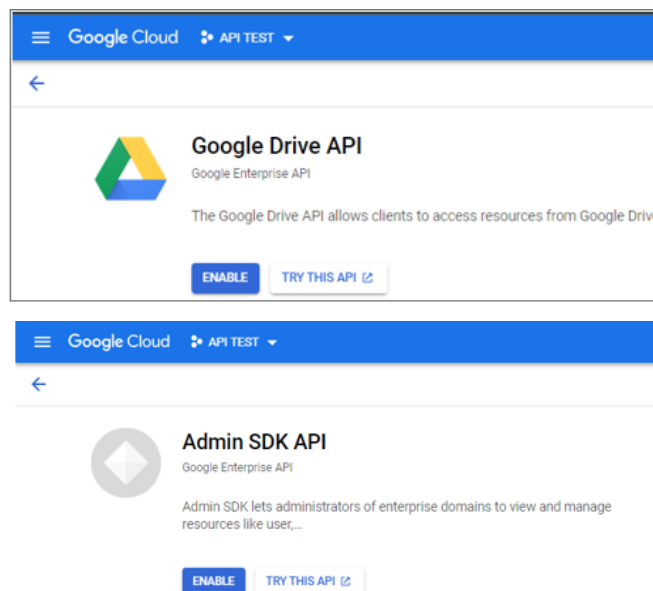 Google Cloud API TEST
Google Drive API
Google Enterprise API
The Google Drive API allows clients to access resources from Google Driv
ENABLE TRY THIS API
Google Cloud API TEST
Admin SDK API
Google Enterprise API
Admin SDK lets administrators of enterprise domains to view and manage
resources like user,...
ENABLE TRY THIS API